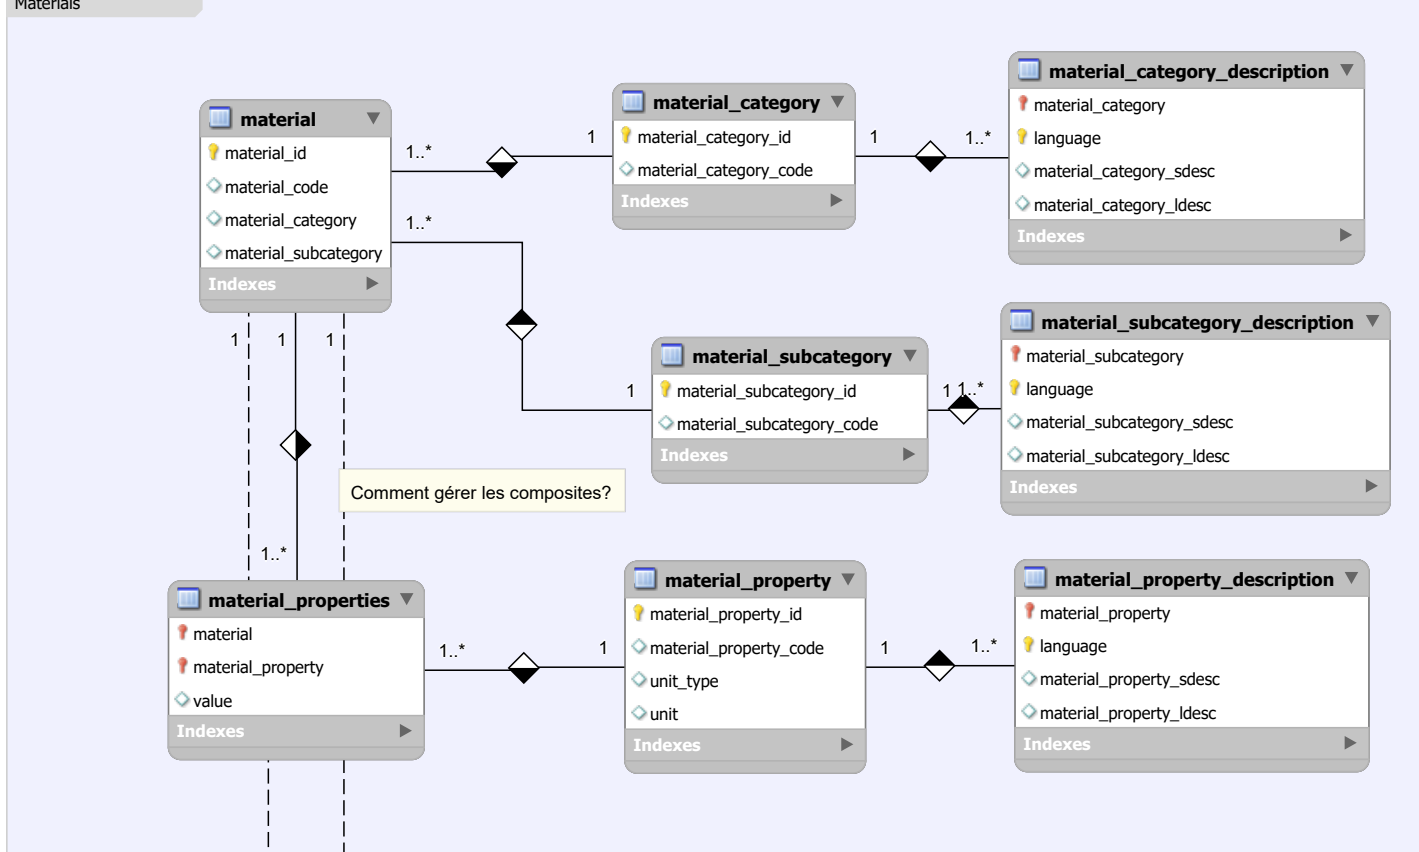 Materials
material
material_id
material_code
material_category
material_subcategory
Indexes
1..*
1
1..*
1
material_category
material_category_id
material_category_code
Indexes
1
1..*
material_category_description
material_category
language
material_category_sdesc
material_category_ldesc
Indexes
material_subcategory
material_subcategory_id
material_subcategory_code
Indexes
1
1..*
material_subcategory_description
material_subcategory
language
material_subcategory_sdesc
material_subcategory_ldesc
Indexes
1
1
1
Comment gérer les composites?
1..*
material_properties
material
material_property
value
Indexes
1..*
1
material_property
material_property_id
material_property_code
unit_type
unit
Indexes
1
1..*
material_property_description
material_property
language
material_property_sdesc
material_property_ldesc
Indexes